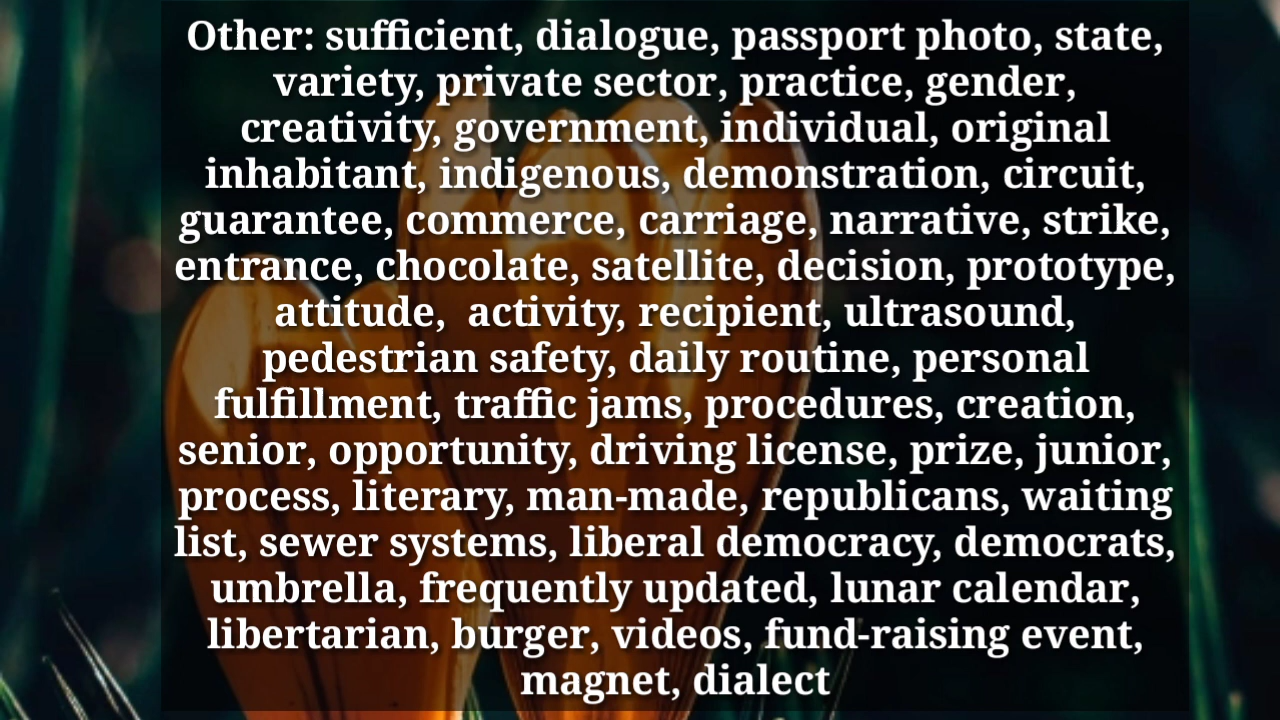 Other: sufficient, dialogue, passport photo, state,
variety, private sector, practice, gender,
creativity, government, individual, original
inhabitant, indigenous, demonstration, circuit,
guarantee, commerce, carriage, narrative, strike,
entrance, chocolate, satellite, decision, prototype,
attitude,  activity, recipient, ultrasound,
pedestrian safety, daily routine, personal
fulfillment, traffic jams, procedures, creation,
senior, opportunity, driving license, prize, junior,
process, literary, man-made, republicans, waiting
list, sewer systems, liberal democracy, democrats,
umbrella, frequently updated, lunar calendar,
libertarian, burger, videos, fund-raising event,
magnet, dialect